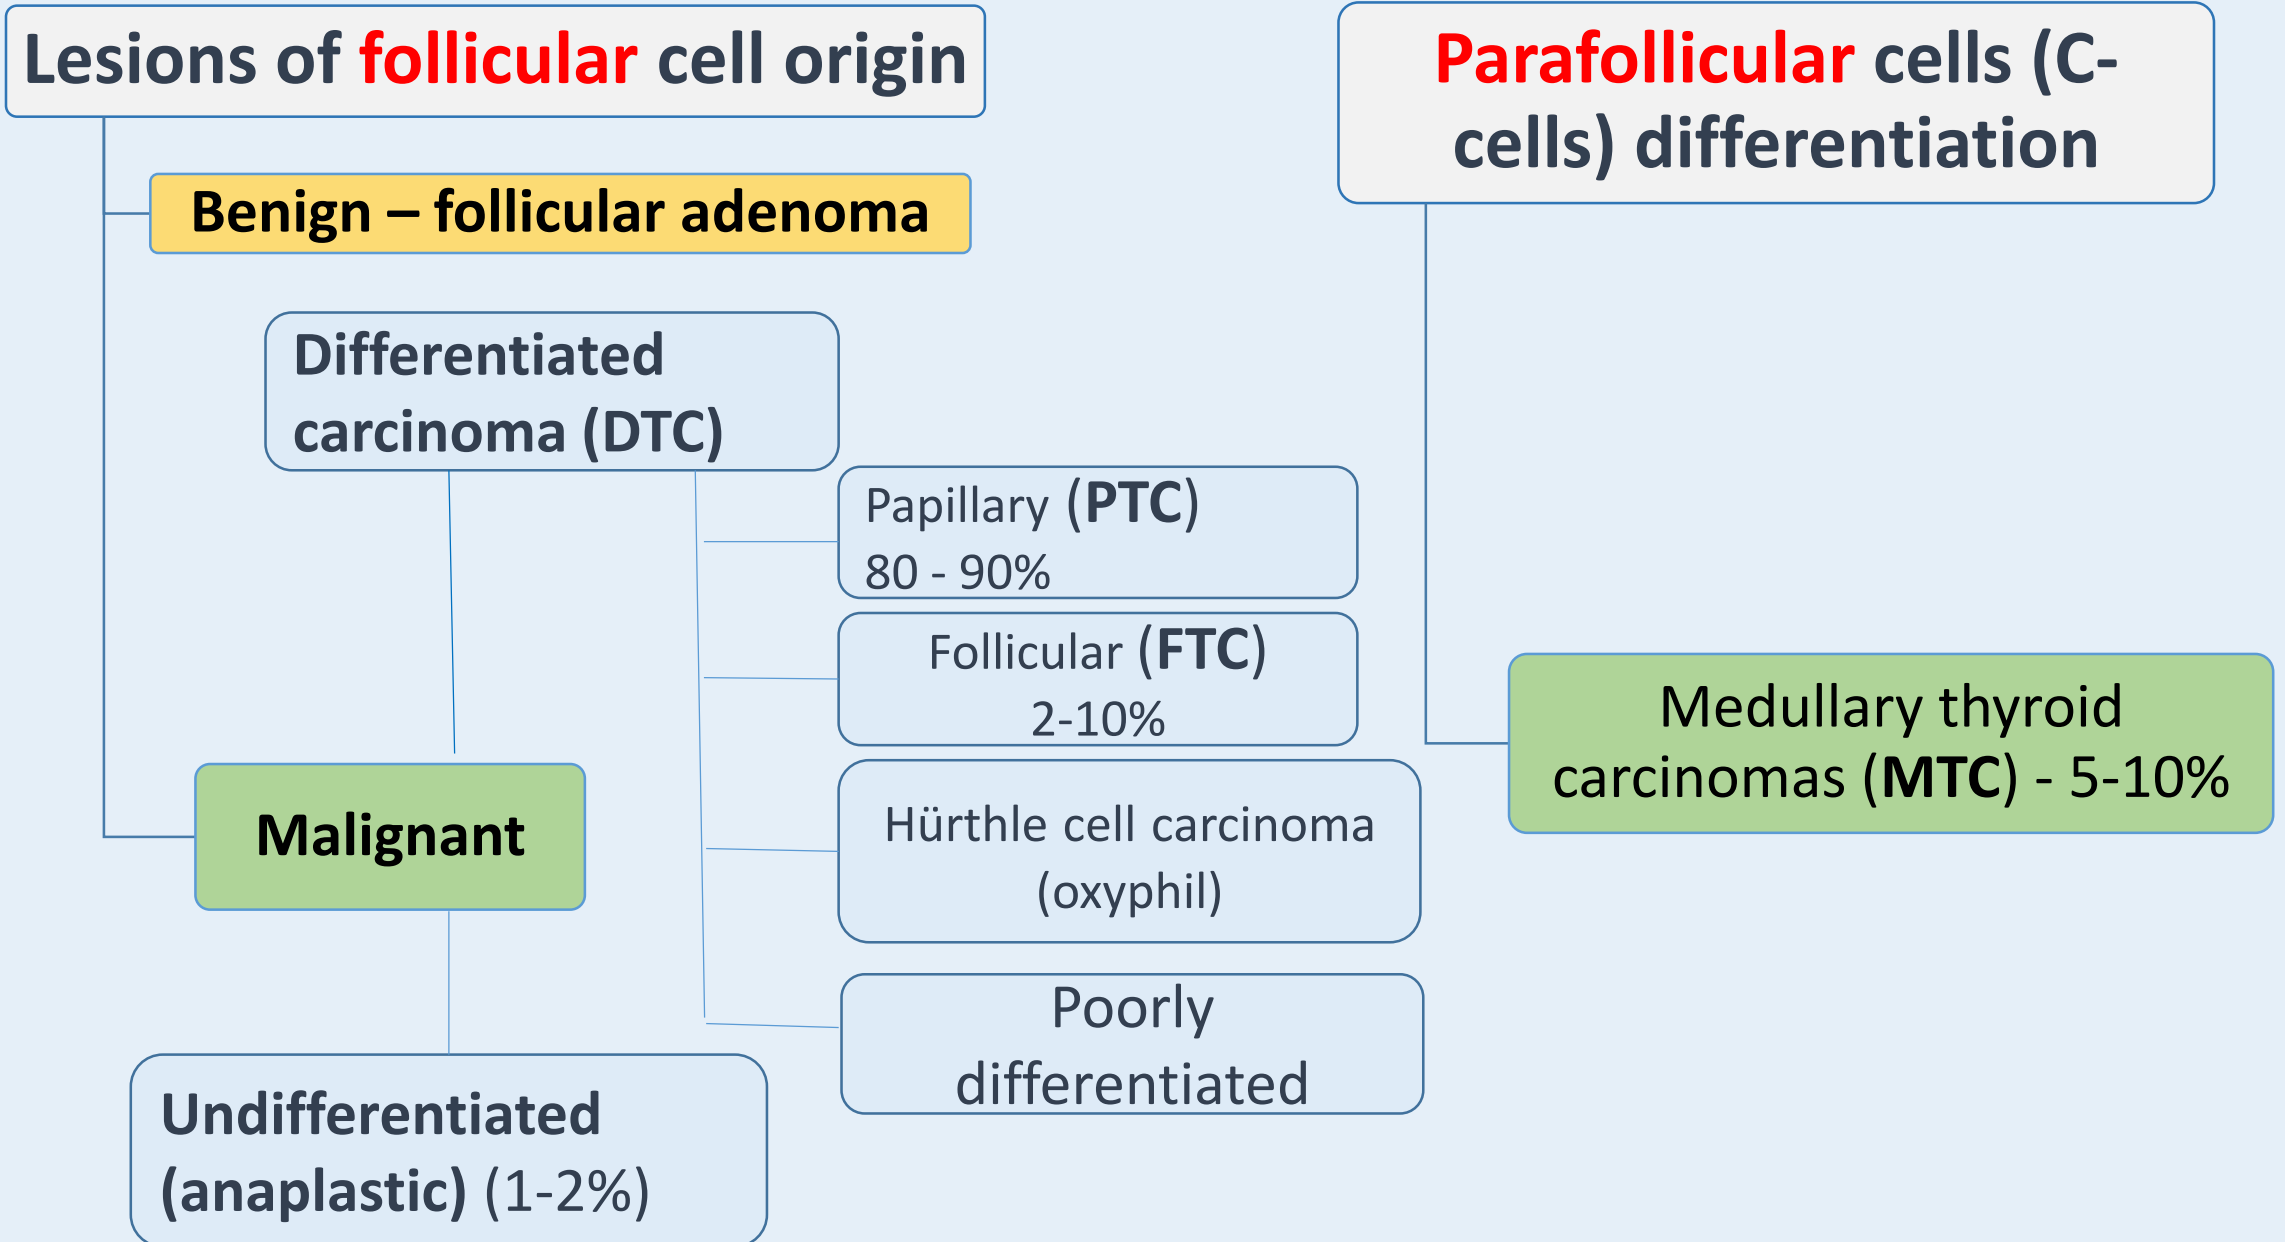 Lesions of follicular cell origin
Benign – follicular adenoma
Differentiated
carcinoma (DTC)
Papillary (PTC)
80 - 90%
Follicular (FTC)
2-10%
Hürthle cell carcinoma
(oxyphil)
Poorly
differentiated
Malignant
Undifferentiated
(anaplastic) (1-2%)
Parafollicular cells (C-
cells) differentiation
Medullary thyroid
carcinomas (MTC) - 5-10%